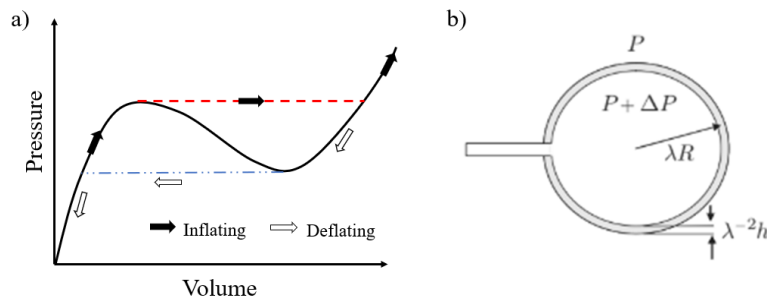 a)
Pressure
Inflating
Deflating
Volume
b)
P
P + ΔP
λR
λ⁻²h